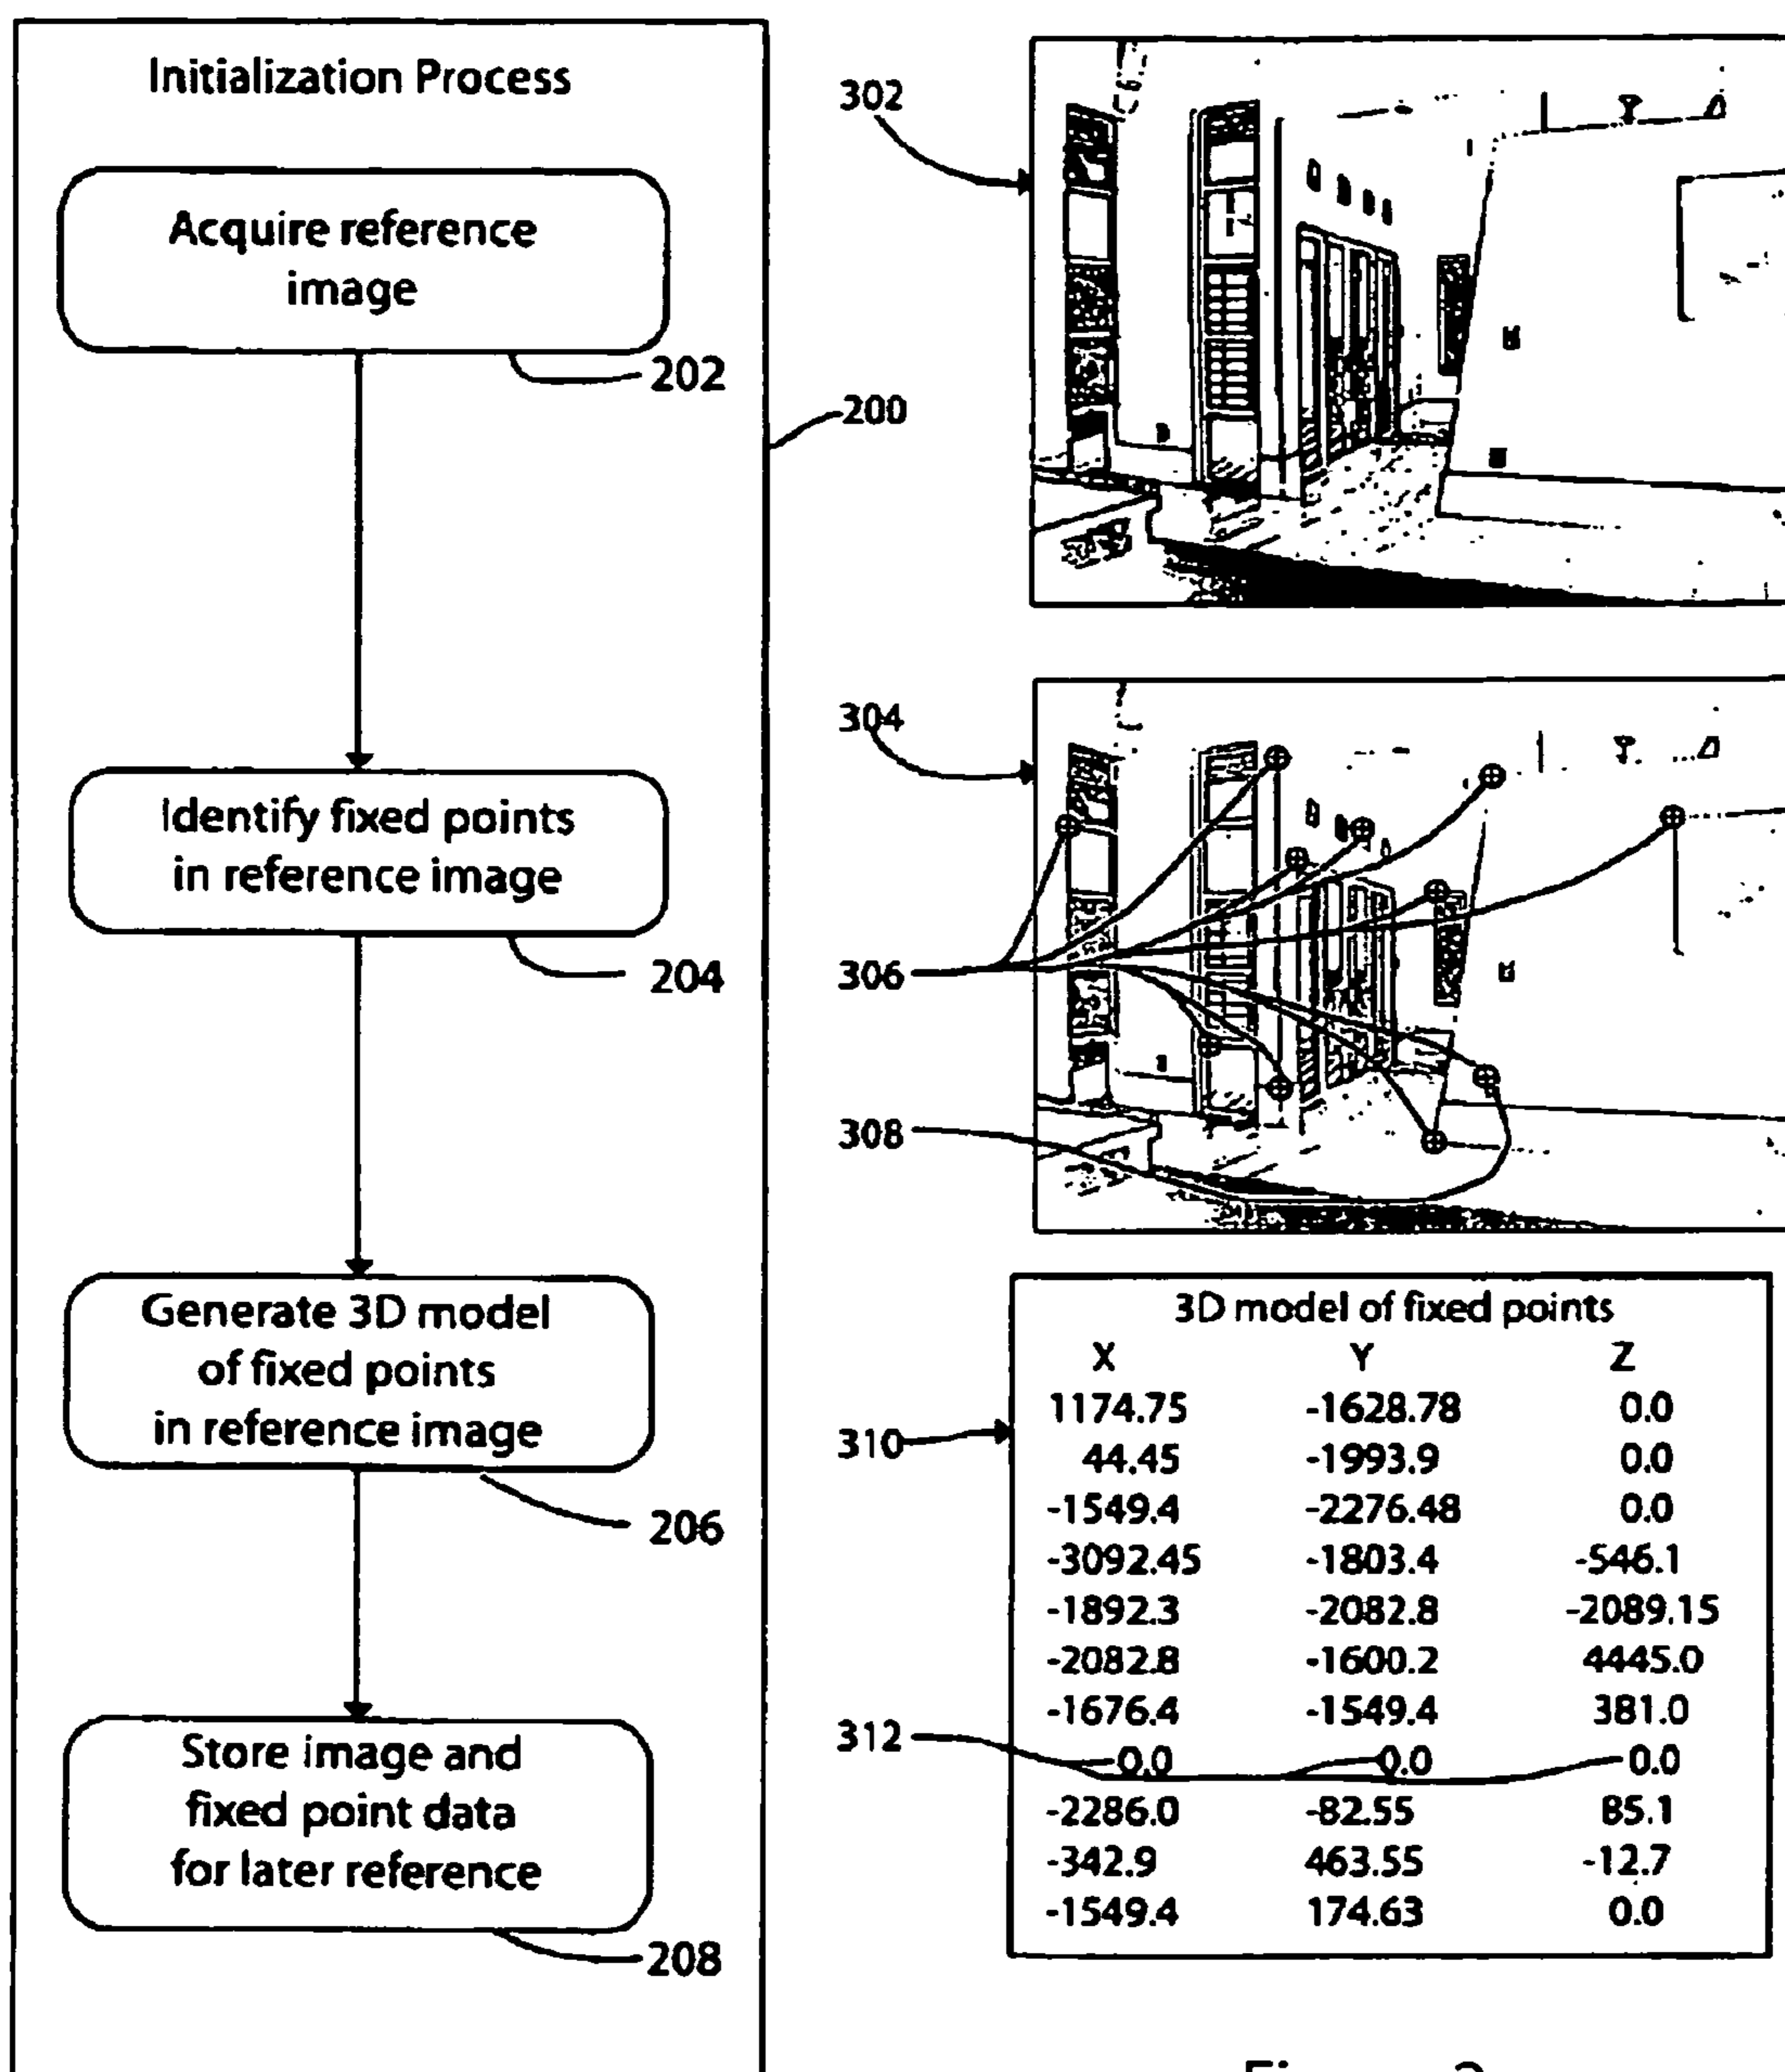 Initialization Process
Acquire reference
image
202
200
Identify fixed points
in reference image
204
Generate 3D model
of fixed points
in reference image
206
Store image and
fixed point data
for later reference
208
302
304
306
308
310
312
3D model of fixed points
X Y Z
1174.75 -1628.78 0.0
44.45 -1993.9 0.0
-1549.4 -2276.48 0.0
-3092.45 -1803.4 -546.1
-1892.3 -2082.8 -2089.15
-2082.8 -1600.2 4445.0
-1676.4 -1549.4 381.0
0.0 0.0 0.0
-2286.0 -82.55 85.1
-342.9 463.55 -12.7
-1549.4 174.63 0.0